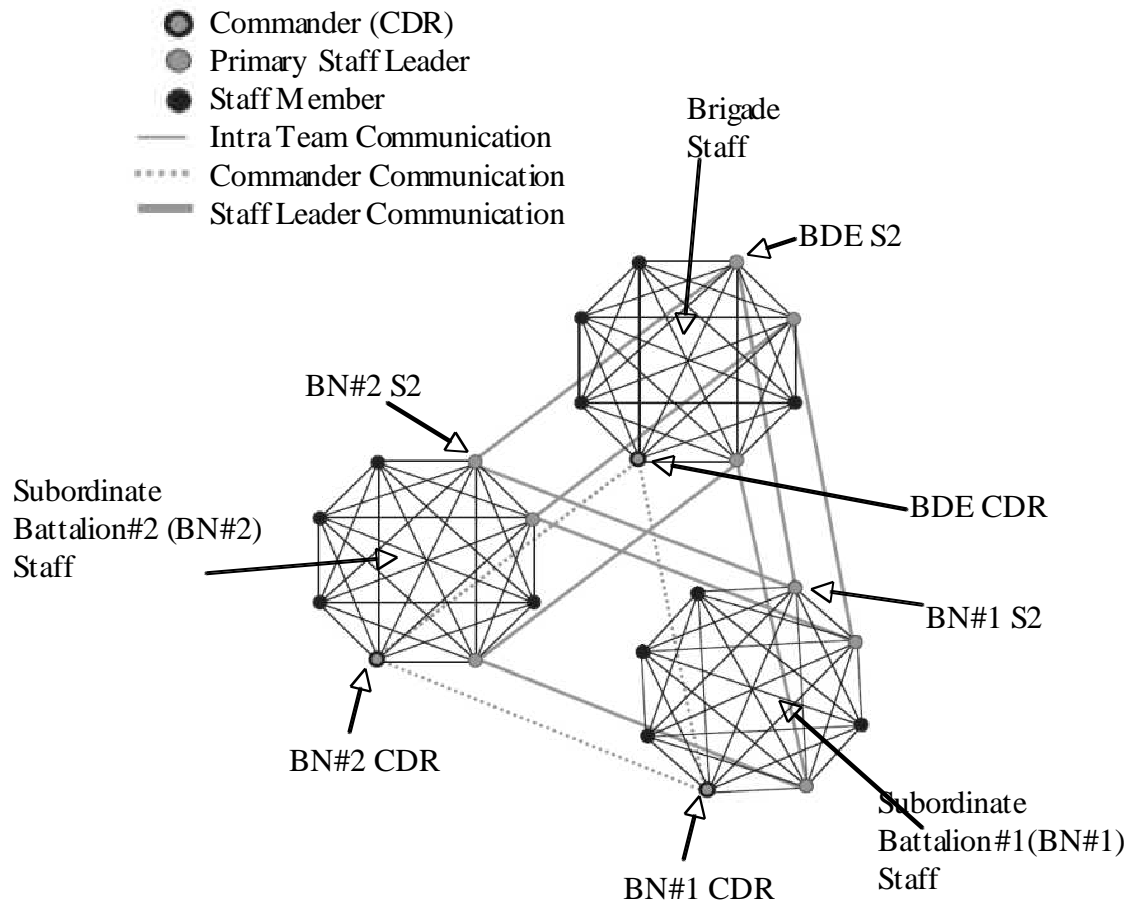 Commander (CDR)
Primary Staff Leader
Staff Member
Intra Team Communication
Commander Communication
Staff Leader Communication
Brigade
Staff
BDE S2
BN#2 S2
Subordinate
Battalion#2 (BN#2)
Staff
BDE CDR
BN#1 S2
BN#2 CDR
Subordinate
Battalion#1(BN#1)
Staff
BN#1 CDR